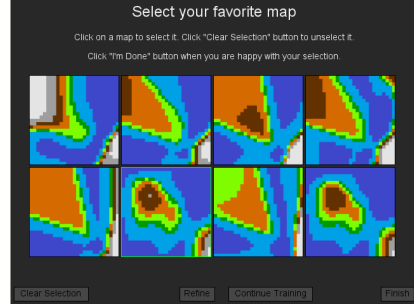 Select your favorite map
Click on a map to select it. Click "Clear Selection" button to unselect it.
Click "I'm Done" button when you are happy with your selection.
Clear Selection
Refine
Continue Training
Finish